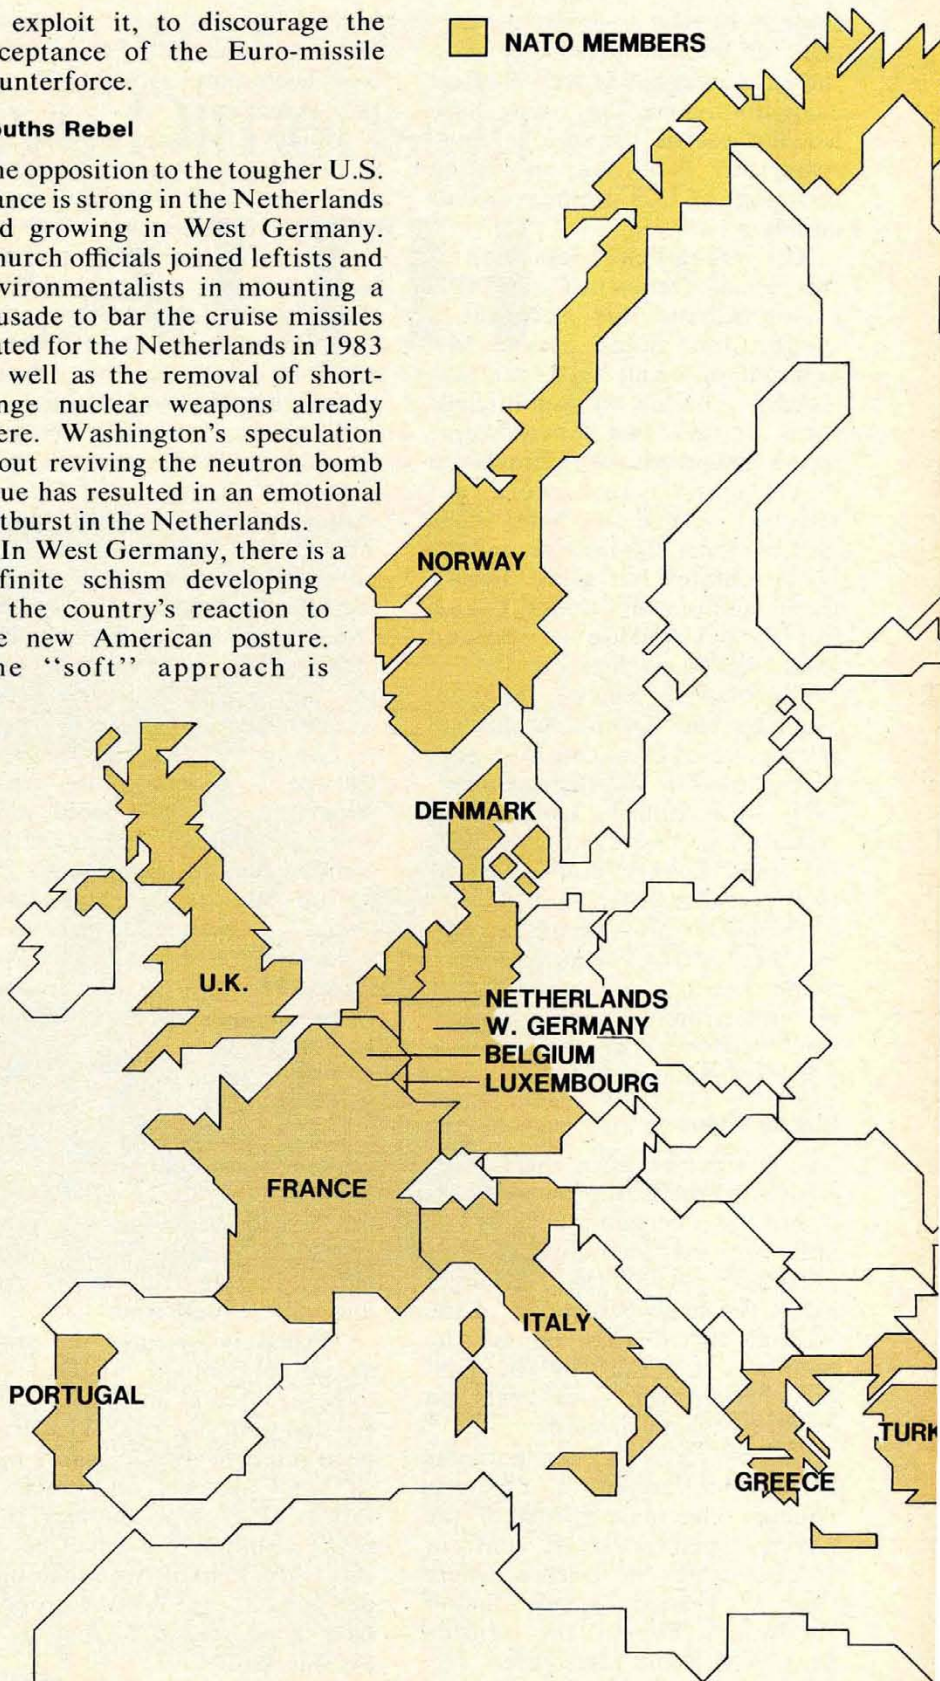 exploit it, to discourage the
ceptance of the Euro-missile
unterforce.
ouths Rebel
ne opposition to the tougher U.S.
ance is strong in the Netherlands
d growing in West Germany.
hurch officials joined leftists and
vironmentalists in mounting a
usade to bar the cruise missiles
ated for the Netherlands in 1983
well as the removal of short-
nge nuclear weapons already
ere. Washington's speculation
out reviving the neutron bomb
ue has resulted in an emotional
tburst in the Netherlands.
In West Germany, there is a
finite schism developing
the country's reaction to
e new American posture.
ne "soft" approach is
NATO MEMBERS
NORWAY
DENMARK
U.K.
NETHERLANDS
W. GERMANY
BELGIUM
LUXEMBOURG
FRANCE
ITALY
PORTUGAL
TURK
GREECE